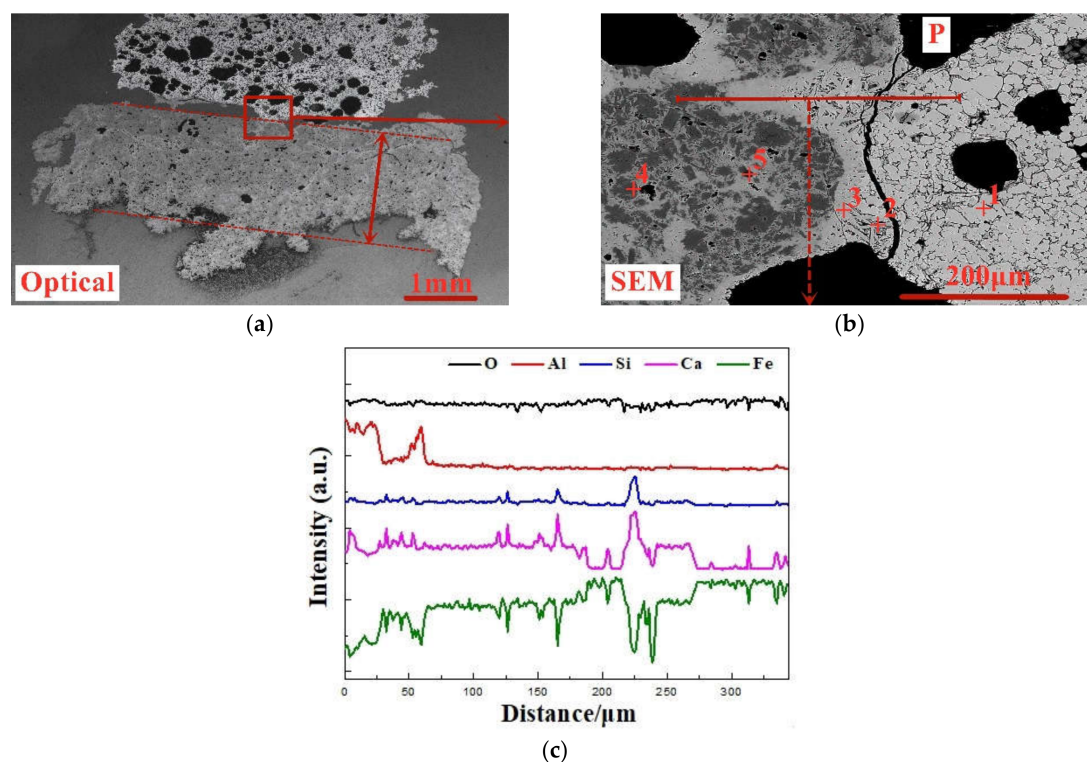 Optical
1mm
P
4
5
3
2
1
SEM
200μm
(a)
(b)
O Al Si Ca Fe
Intensity (a.u.)
0 50 100 150 200 250 300
Distance/μm
(c)